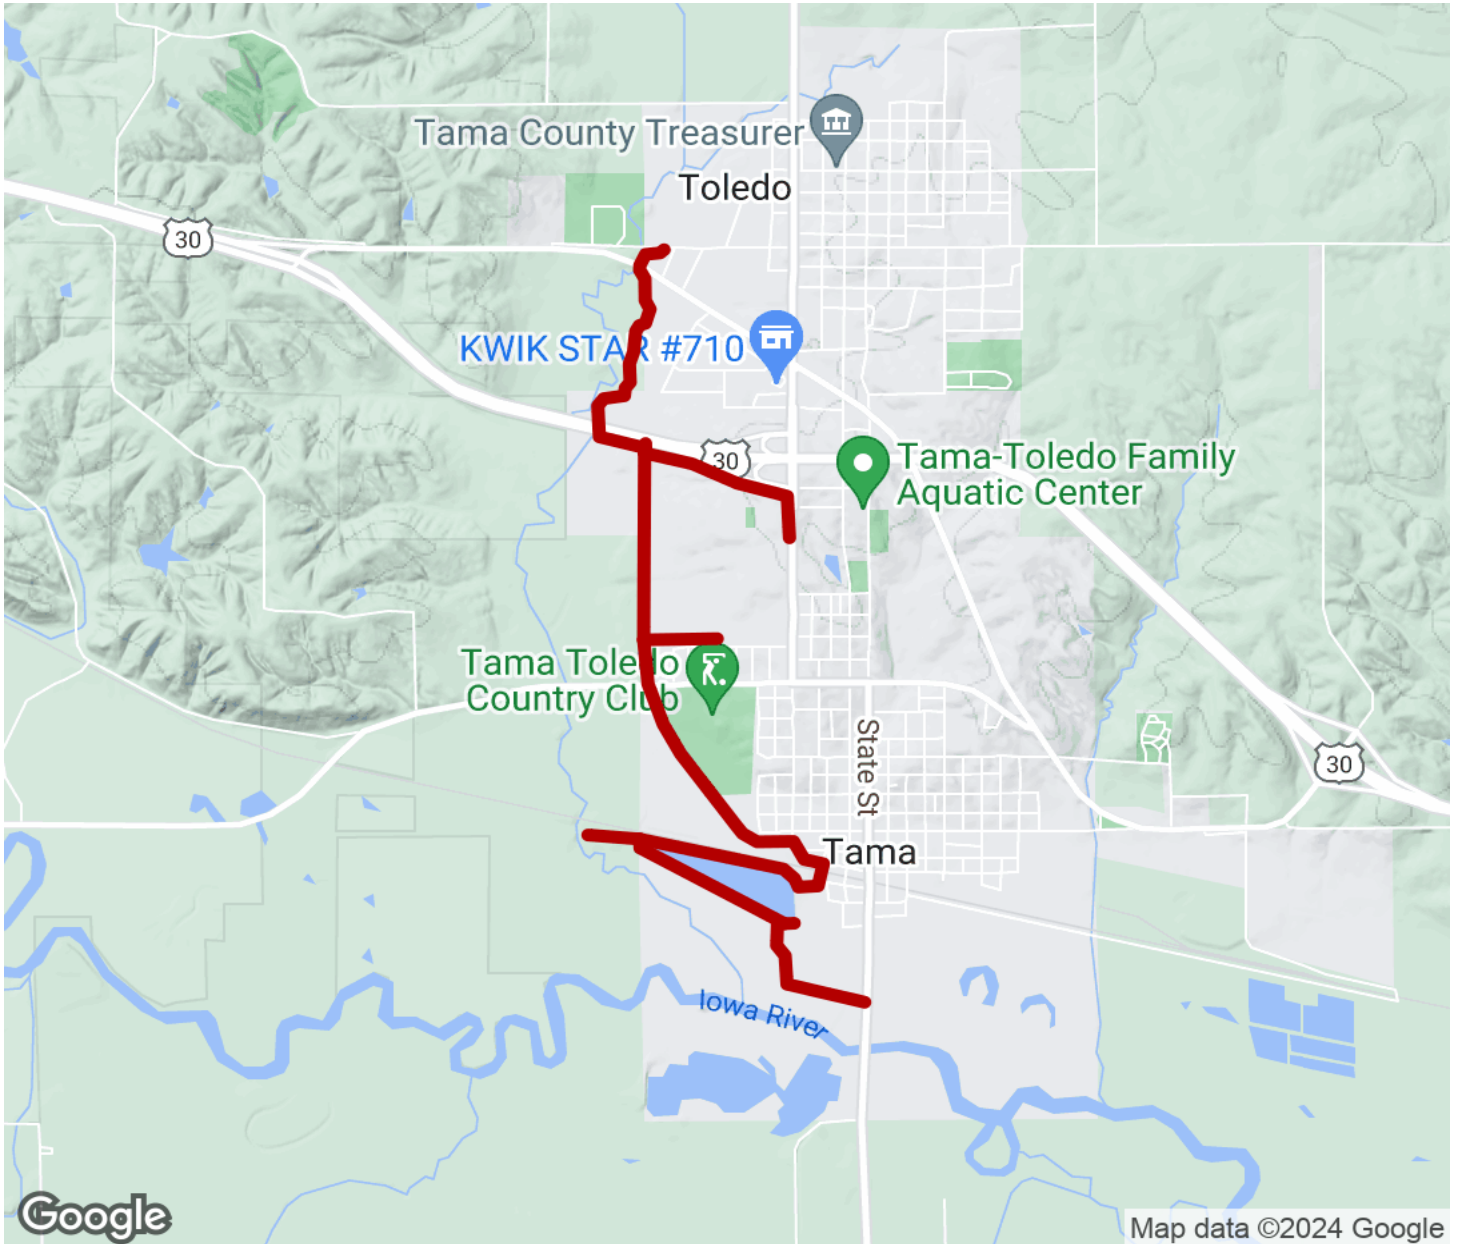 Tama County Treasurer
Toledo
30
KWIK STAR #710
30
Tama-Toledo Family
Aquatic Center
Tama Toledo
Country Club
State St
30
Tama
Iowa River
Google
Map data ©2024 Google